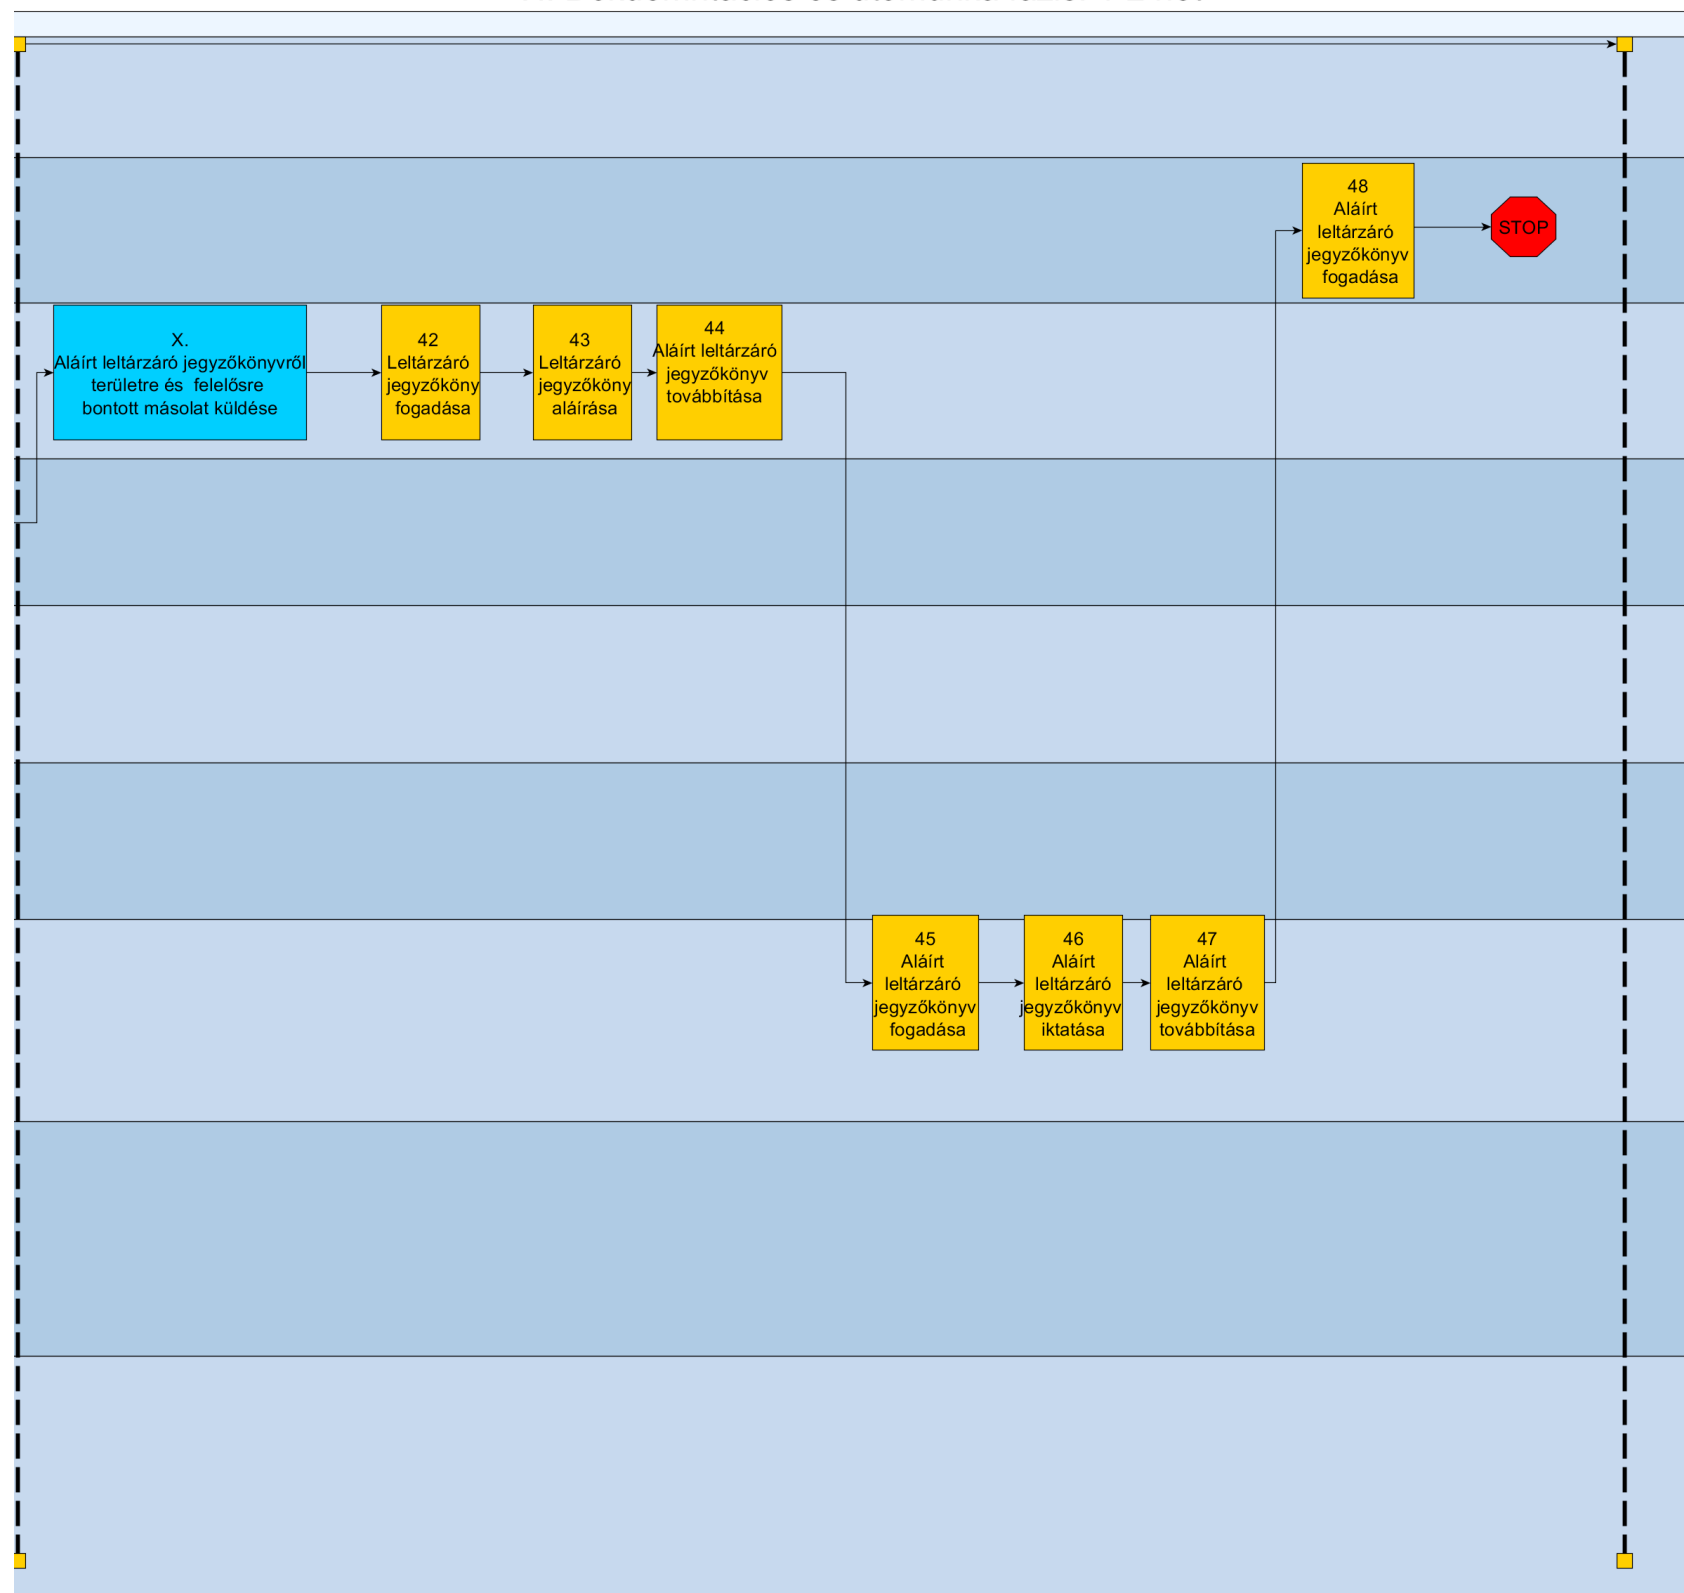 48
Aláírt
leltárzáró
jegyzőkönyv
fogadása
STOP
X.
Aláírt leltárzáró jegyzőkönyvről
területre és felelősre
bontott másolat küldése
42
Leltárzáró
jegyzőköny
fogadása
43
Leltárzáró
jegyzőköny
aláírása
44
Aláírt leltárzáró
jegyzőkönyv
továbbítása
45
Aláírt
leltárzáró
jegyzőkönyv
fogadása
46
Aláírt
leltárzáró
jegyzőkönyv
iktatása
47
Aláírt
leltárzáró
jegyzőkönyv
továbbítása